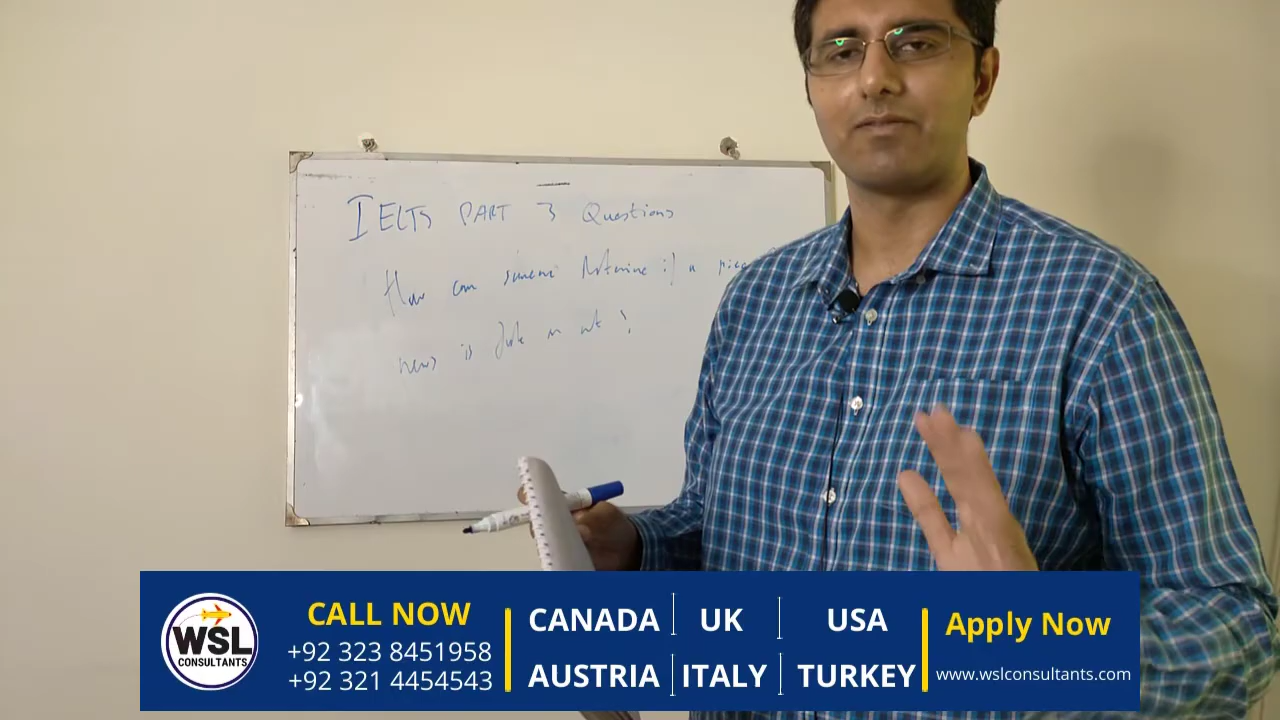 IELTS PART 3 Questions
How can someone determine if a piece
news is fake or not ?
WSL
CONSULTANTS
CALL NOW
+92 323 8451958
+92 321 4454543
CANADA UK USA
AUSTRIA ITALY TURKEY
Apply Now
www.wslconsultants.com